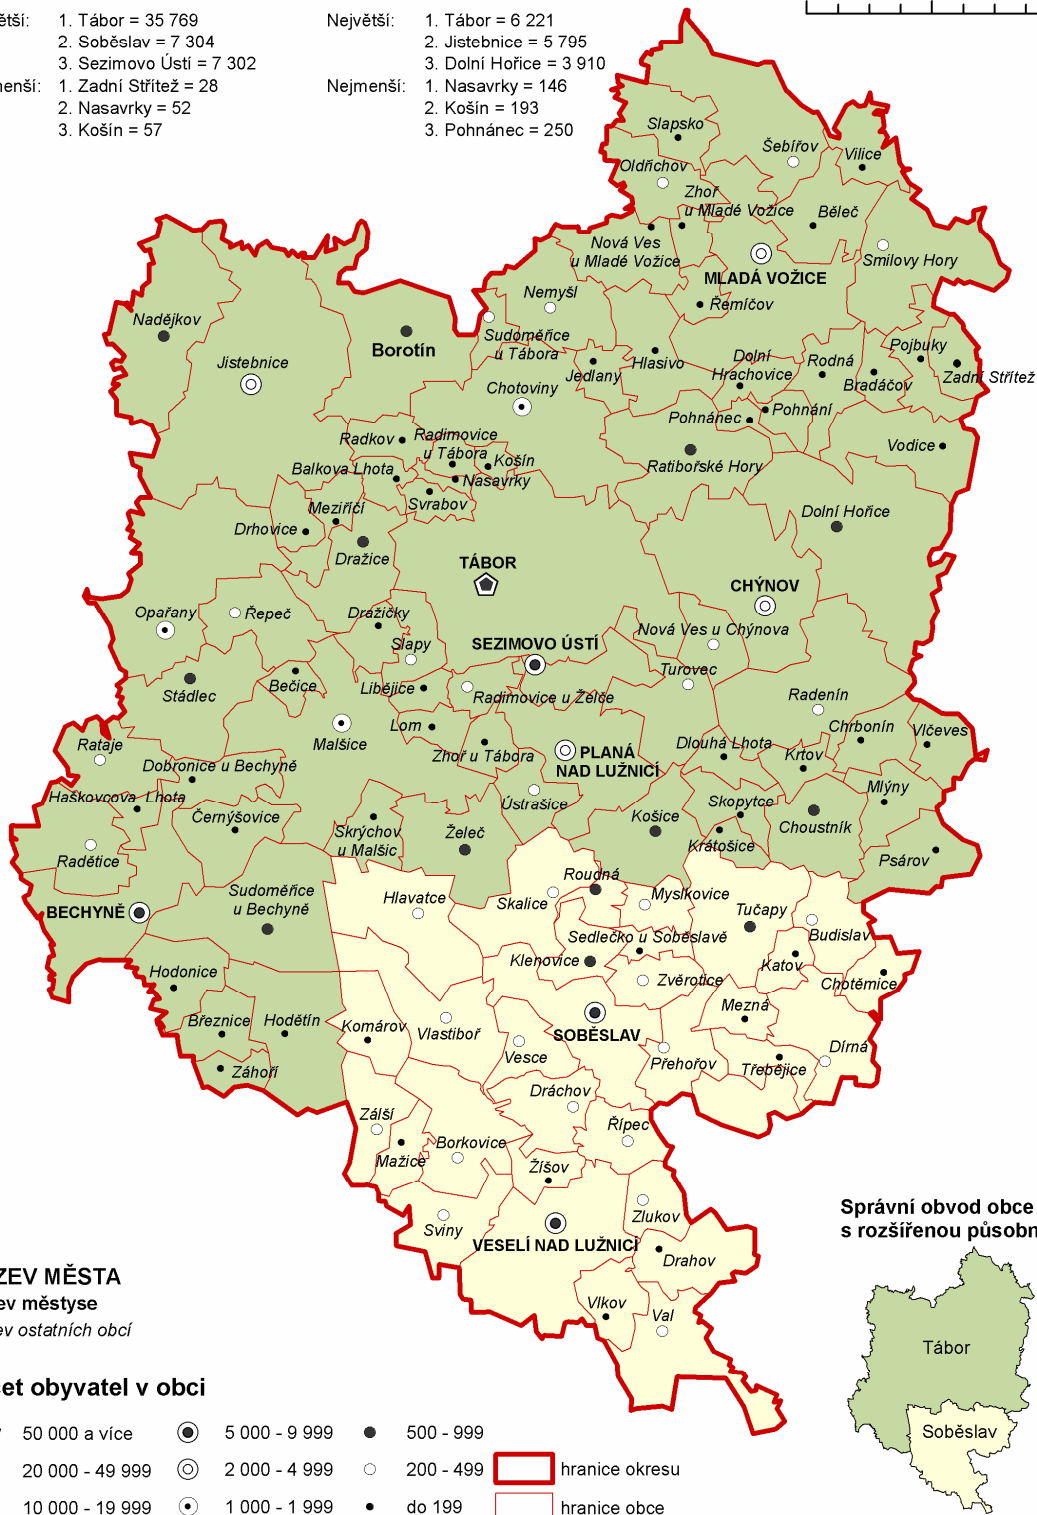 ětší: 1. Tábor = 35 769
2. Soběslav = 7 304
3. Sezimovo Ústí = 7 302
menší: 1. Zadní Střítež = 28
2. Nasavrky = 52
3. Košín = 57
Největší: 1. Tábor = 6 221
2. Jistebnice = 5 795
3. Dolní Hořice = 3 910
Nejmenší: 1. Nasavrky = 146
2. Košín = 193
3. Pohnánec = 250
Slapsko
Šebířov
Vilice
Oldřichov
Zhoř
u Mladé Vožice
Běleč
Nová Ves
u Mladé Vožice
Smilovy Hory
MLADÁ VOŽICE
Nemyšl
Řemíčov
Nadějkov
Borotín
Sudoměřice
u Tábora
Jistebnice
Jedlany
Hlasivo
Dolní
Hrachovice
Rodná
Pojbuky
Bradáčov
Zadní Střítež
Chotoviny
Pohnánec
Pohnání
Radkov
Radimovice
u Tábora
Košín
Vodice
Balkova Lhota
Nasavrky
Ratibořské Hory
Svrabov
Meziříčí
Drhovice
Dražice
Dolní Hořice
TÁBOR
CHÝNOV
Opařany
Řepeč
Dražičky
Slapy
SEZIMOVO ÚSTÍ
Nová Ves u Chýnova
Turovec
Stádlec
Bečice
Libějice
Radimovice u Želče
Radenín
Malšice
Lom
Zhoř u Tábora
PLANÁ
NAD LUŽNICÍ
Dlouhá Lhota
Chrbonín
Vlčeves
Krtov
Rataje
Dobronice u Bechyně
Mlýny
Haškovcova Lhota
Ústrašice
Skopytce
Černýšovice
Skrýchov
u Malšic
Želeč
Košice
Choustník
Krátošice
Radětice
Psárov
Roudná
Sudoměřice
u Bechyně
Hlavatce
Skalice
Myslkovice
Tučapy
BECHYNĚ
Budislav
Sedlečko u Soběslavě
Klenovice
Katov
Hodonice
Zvěrotice
Chotěmice
Mezná
Březnice
Hodětín
Komárov
Vlastiboř
SOBĚSLAV
Vesce
Přehořov
Dírná
Třebějice
Záhoří
Dráchov
Zálší
Řípec
Borkovice
Mažice
Žíšov
Sviny
Zlukov
VESELÍ NAD LUŽNICÍ
Drahov
Vlkov
Val
Správní obvod obce
s rozšířenou působn
Tábor
Soběslav
ZEV MĚSTA
ev městyse
ev ostatních obcí
et obyvatel v obci
50 000 a více
5 000 - 9 999
500 - 999
20 000 - 49 999
2 000 - 4 999
200 - 499
hranice okresu
10 000 - 19 999
1 000 - 1 999
do 199
hranice obce